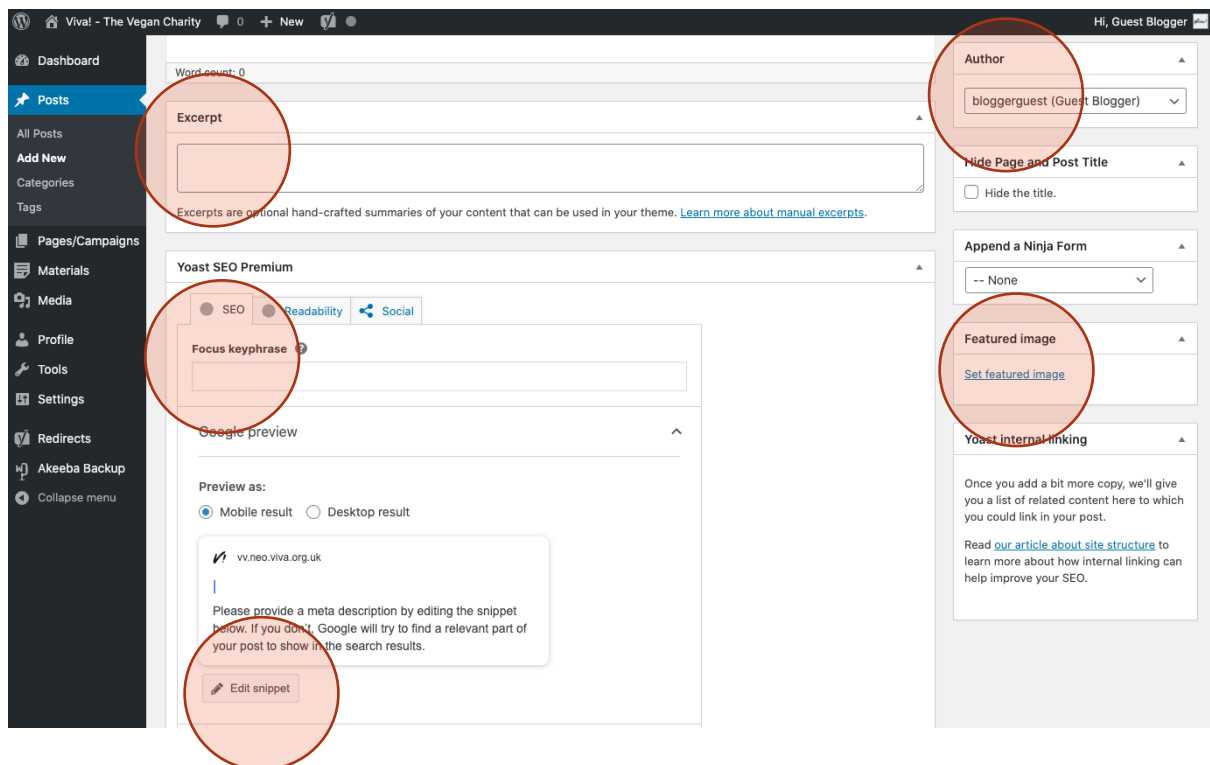 Viva! - The Vegan Charity 0 + New
Hi, Guest Blogger
Dashboard
Posts
All Posts
Add New
Categories
Tags
Pages/Campaigns
Materials
Media
Profile
Tools
Settings
Redirects
Akeeba Backup
Collapse menu
Word count: 0
Excerpt
Excerpts are optional hand-crafted summaries of your content that can be used in your theme. Learn more about manual excerpts.
Yoast SEO Premium
SEO Readability Social
Focus keyphrase
Google preview
Preview as:
Mobile result Desktop result
vv.neo.viva.org.uk
Please provide a meta description by editing the snippet
below. If you don't, Google will try to find a relevant part of
your post to show in the search results.
Edit snippet
Author
bloggerguest (Guest Blogger)
Hide Page and Post Title
Hide the title.
Append a Ninja Form
-- None
Featured image
Set featured image
Yoast internal linking
Once you add a bit more copy, we'll give
you a list of related content here to which
you could link in your post.
Read our article about site structure to
learn more about how internal linking can
help improve your SEO.